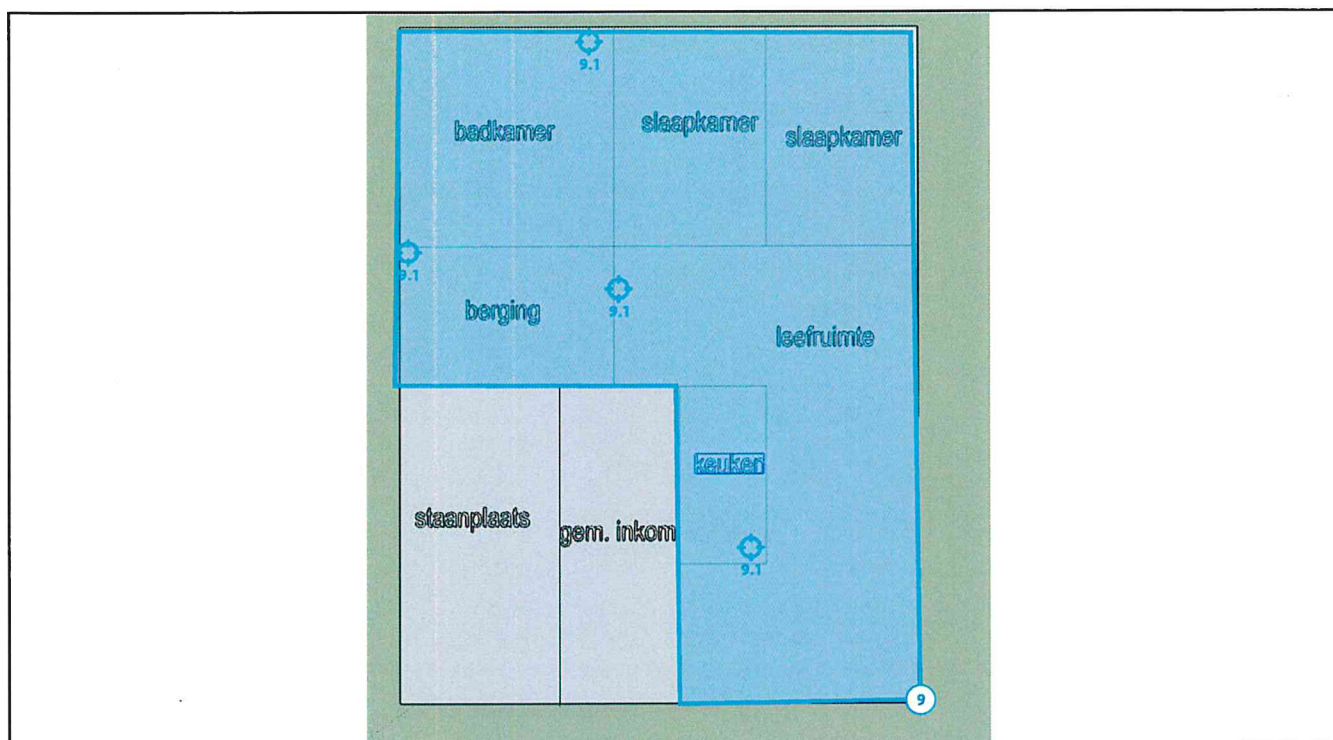 9.1
badkamer
slaapkamer
slaapkamer
9.1
9.1
berging
leefruimte
keuken
staanplaats
gem. inkom
9.1
9